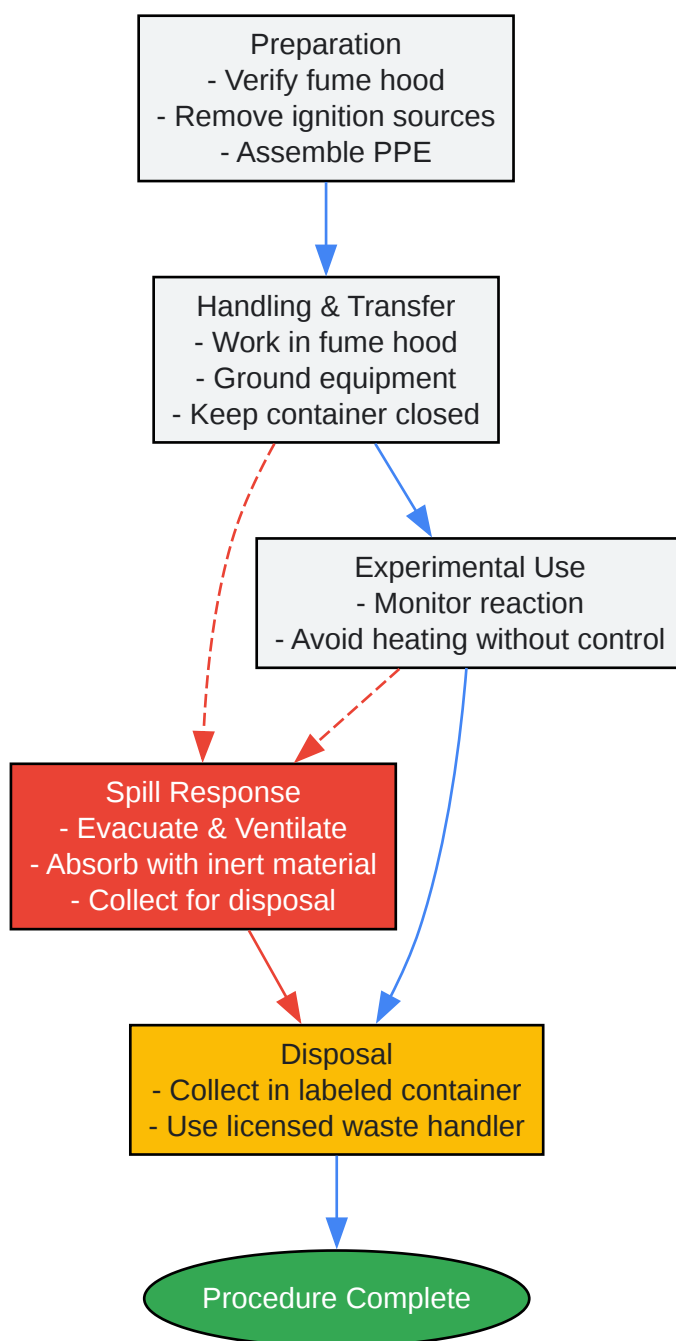 Preparation
- Verify fume hood
- Remove ignition sources
- Assemble PPE
Handling & Transfer
- Work in fume hood
- Ground equipment
- Keep container closed
Experimental Use
- Monitor reaction
- Avoid heating without control
Spill Response
- Evacuate & Ventilate
- Absorb with inert material
- Collect for disposal
Disposal
- Collect in labeled container
- Use licensed waste handler
Procedure Complete